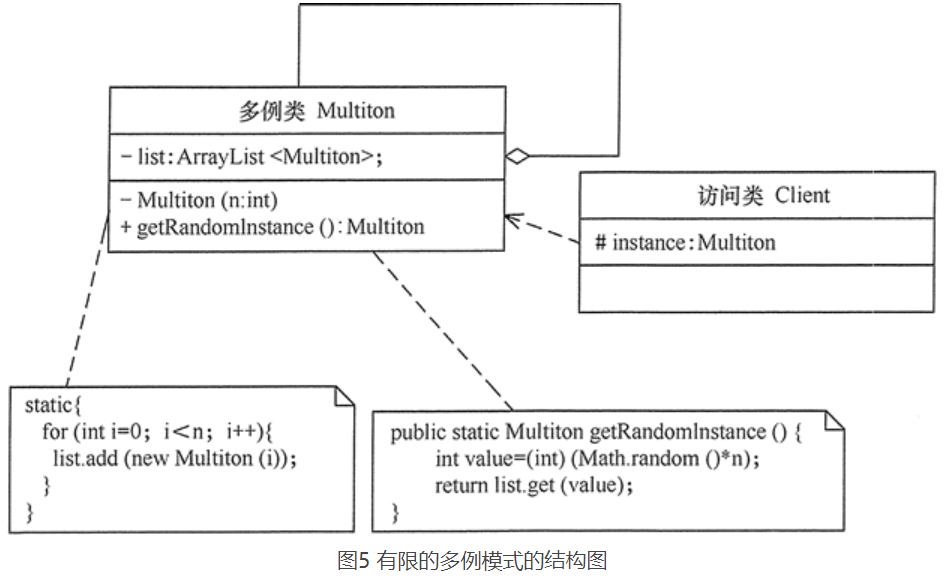 多例类 Multiton
- list:ArrayList <Multiton>;
- Multiton (n:int)
+ getRandomInstance ():Multiton
访问类 Client
# instance:Multiton
static{
for (int i=0; i<n; i++){
list.add (new Multiton (i));
}
}
public static Multiton getRandomInstance () {
int value=(int) (Math.random ()*n);
return list.get (value);
}
图5 有限的多例模式的结构图